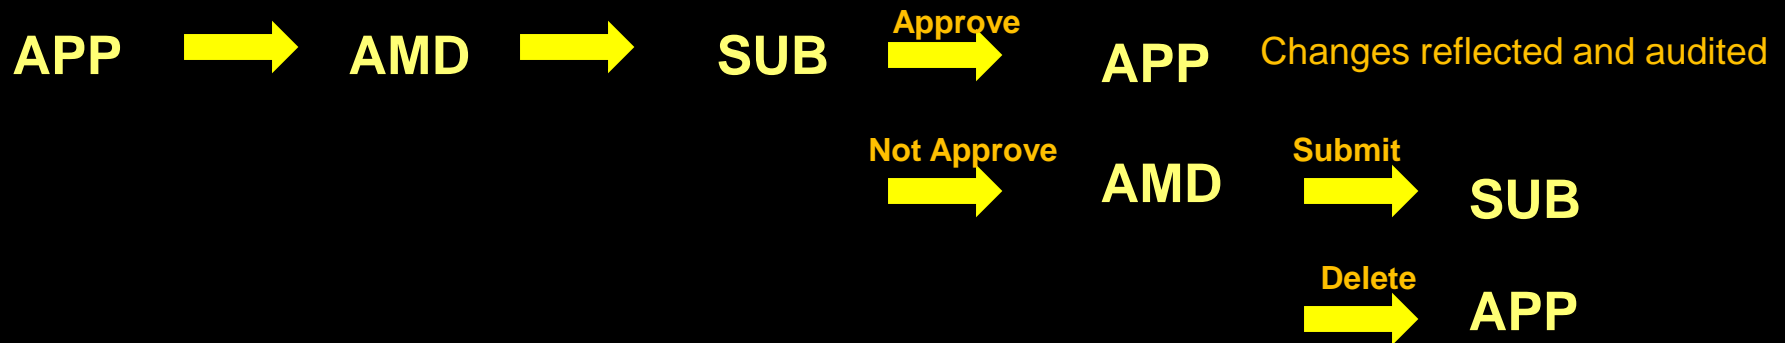 Approve
APP AMD SUB APP Changes reflected and audited
Not Approve Submit
AMD SUB
Delete
APP